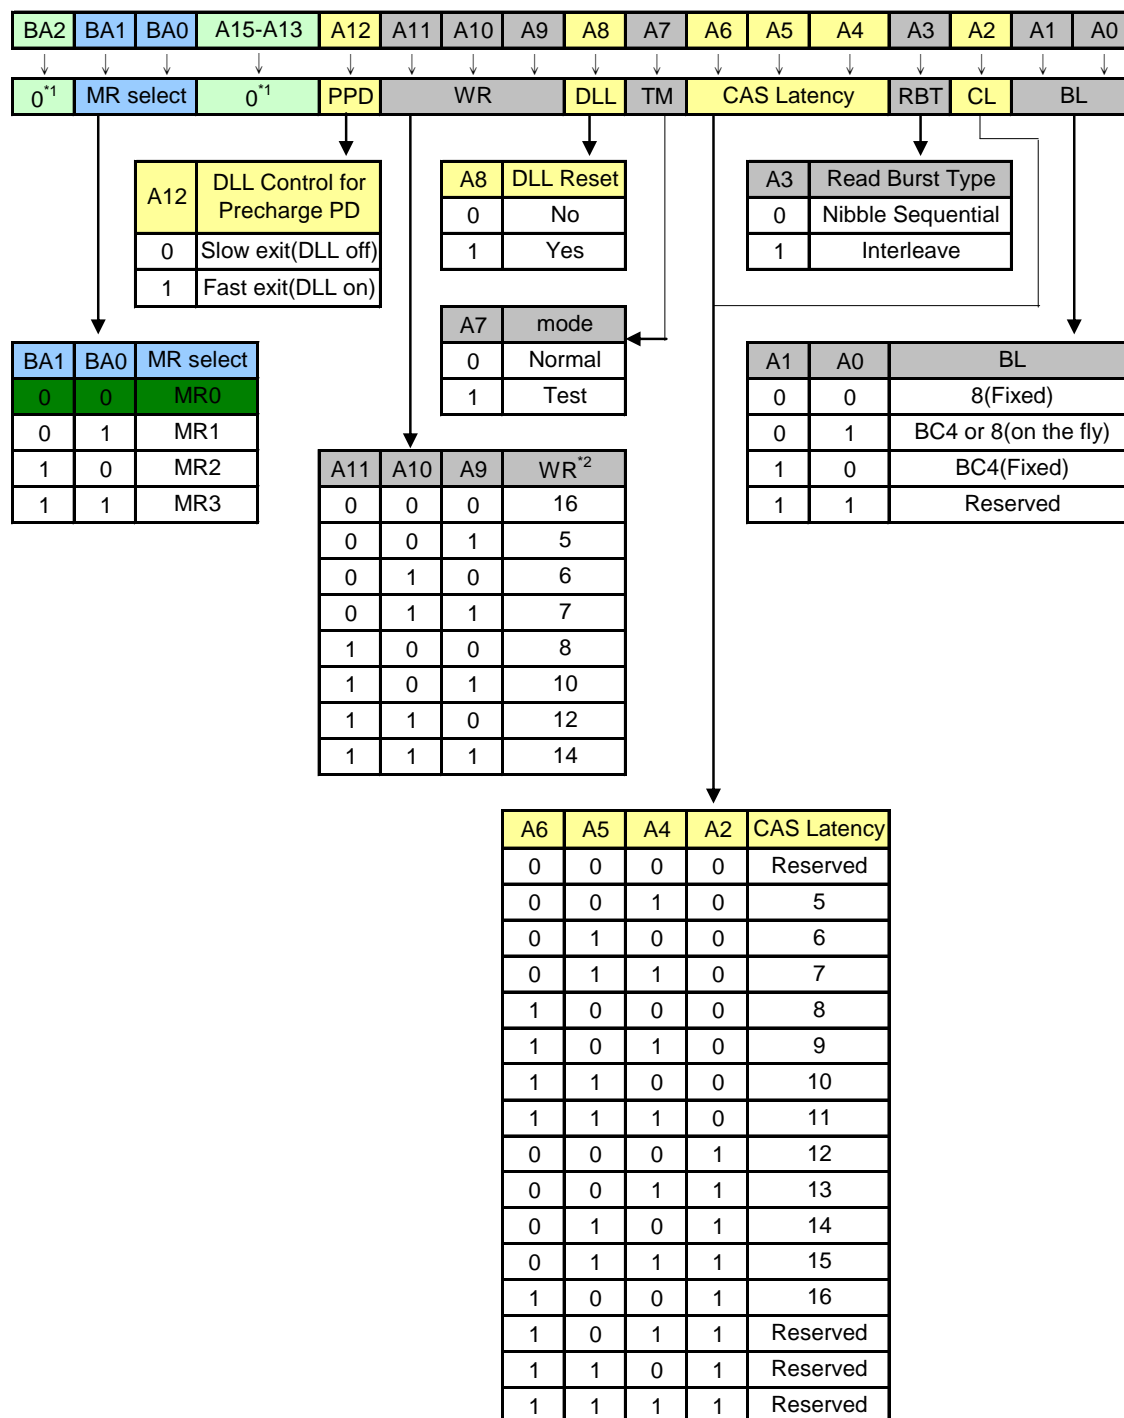 BA2 BA1 BA0 A15-A13 A12 A11 A10 A9 A8 A7 A6 A5 A4 A3 A2 A1 A0
0*1 MR select 0*1 PPD WR DLL TM CAS Latency RBT CL BL
A12 DLL Control for Precharge PD
0 Slow exit(DLL off)
1 Fast exit(DLL on)
A8 DLL Reset
0 No
1 Yes
A3 Read Burst Type
0 Nibble Sequential
1 Interleave
A7 mode
0 Normal
1 Test
BA1 BA0 MR select
0 0 MR0
0 1 MR1
1 0 MR2
1 1 MR3
A1 A0 BL
0 0 8(Fixed)
0 1 BC4 or 8(on the fly)
1 0 BC4(Fixed)
1 1 Reserved
A11 A10 A9 WR*2
0 0 0 16
0 0 1 5
0 1 0 6
0 1 1 7
1 0 0 8
1 0 1 10
1 1 0 12
1 1 1 14
A6 A5 A4 A2 CAS Latency
0 0 0 0 Reserved
0 0 1 0 5
0 1 0 0 6
0 1 1 0 7
1 0 0 0 8
1 0 1 0 9
1 1 0 0 10
1 1 1 0 11
0 0 0 1 12
0 0 1 1 13
0 1 0 1 14
0 1 1 1 15
1 0 0 1 16
1 0 1 1 Reserved
1 1 0 1 Reserved
1 1 1 1 Reserved